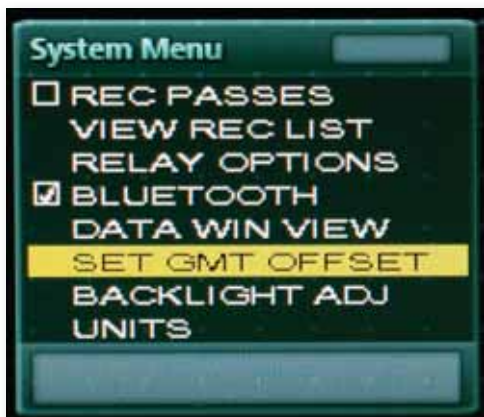 System Menu
REC PASSES
VIEW REC LIST
RELAY OPTIONS
BLUETOOTH
DATA WIN VIEW
SET GMT OFFSET
BACKLIGHT ADJ
UNITS